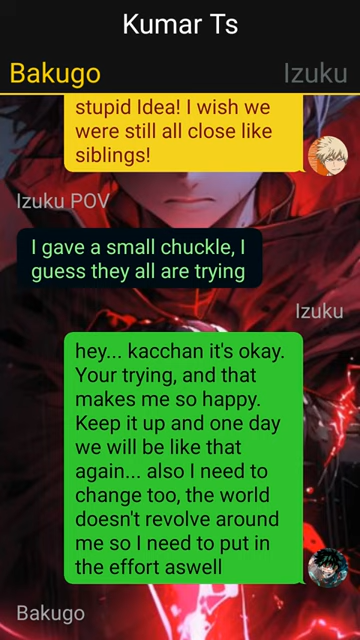 Kumar Ts
Bakugo Izuku
stupid Idea! I wish we
were still all close like
siblings!
Izuku POV
I gave a small chuckle, I
guess they all are trying
Izuku
hey... kacchan it's okay.
Your trying, and that
makes me so happy.
Keep it up and one day
we will be like that
again... also I need to
change too, the world
doesn't revolve around
me so I need to put in
the effort aswell
Bakugo